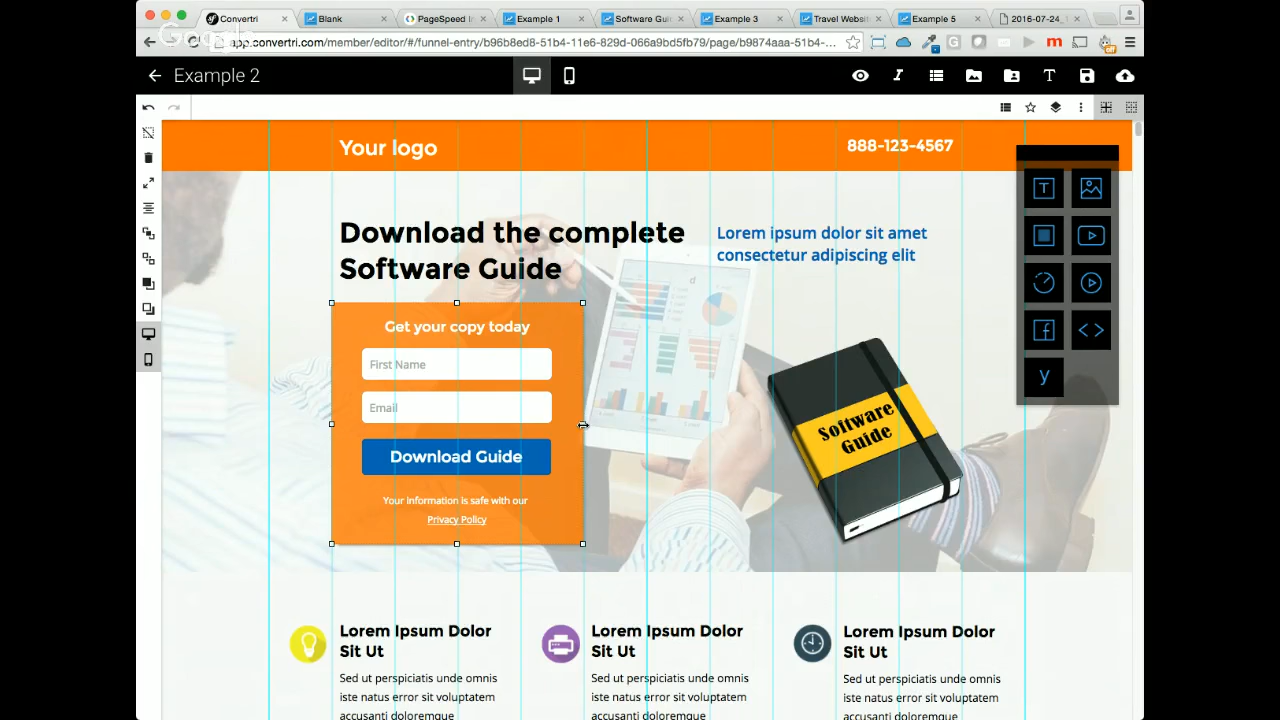 Convertri
Blank
PageSpeed I
Example 1
Software Gui
Example 3
Travel Websi
Example 5
2016-07-24_
Google
app.convertri.com/member/editor/#/funnel-entry/b96b8ed8-51b4-11e6-829d-066a9bd5fb79/page/b9874aaa-51b4-...
Example 2
Your logo
888-123-4567
Download the complete
Software Guide
Lorem ipsum dolor sit amet
consectetur adipiscing elit
Get your copy today
First Name
Email
Download Guide
Your information is safe with our
Privacy Policy
Software
Guide
Lorem Ipsum Dolor
Sit Ut
Sed ut perspiciatis unde omnis
iste natus error sit voluptatem
accusanti doloremque
Lorem Ipsum Dolor
Sit Ut
Sed ut perspiciatis unde omnis
iste natus error sit voluptatem
accusanti doloremque
Lorem Ipsum Dolor
Sit Ut
Sed ut perspiciatis unde omnis
iste natus error sit voluptatem
accusanti doloremque